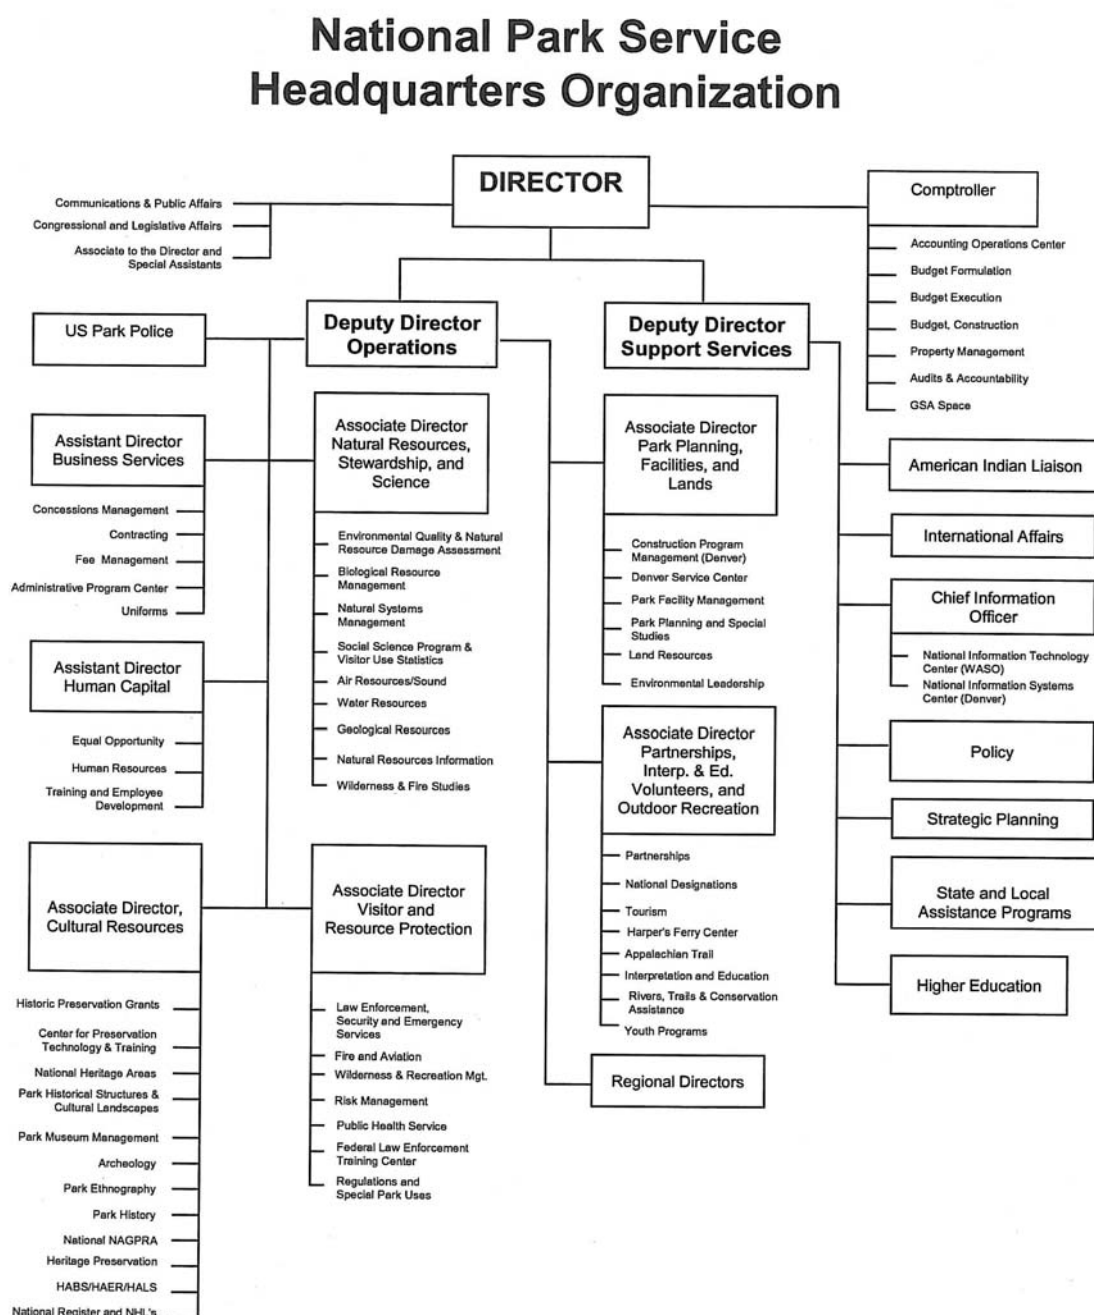 National Park Service
Headquarters Organization
DIRECTOR
Communications & Public Affairs
Congressional and Legislative Affairs
Associate to the Director and
Special Assistants
Comptroller
Accounting Operations Center
Budget Formulation
Budget Execution
Budget, Construction
Property Management
Audits & Accountability
GSA Space
US Park Police
Deputy Director
Operations
Deputy Director
Support Services
Assistant Director
Business Services
Concessions Management
Contracting
Fee Management
Administrative Program Center
Uniforms
Assistant Director
Human Capital
Equal Opportunity
Human Resources
Training and Employee
Development
Associate Director,
Cultural Resources
Historic Preservation Grants
Center for Preservation
Technology & Training
National Heritage Areas
Park Historical Structures &
Cultural Landscapes
Park Museum Management
Archeology
Park Ethnography
Park History
National NAGPRA
Heritage Preservation
HABS/HAER/HALS
National Register and NHL's
Associate Director
Natural Resources,
Stewardship, and
Science
Environmental Quality & Natural
Resource Damage Assessment
Biological Resource
Management
Natural Systems
Management
Social Science Program &
Visitor Use Statistics
Air Resources/Sound
Water Resources
Geological Resources
Natural Resources Information
Wilderness & Fire Studies
Associate Director
Visitor and
Resource Protection
Law Enforcement,
Security and Emergency
Services
Fire and Aviation
Wilderness & Recreation Mgt.
Risk Management
Public Health Service
Federal Law Enforcement
Training Center
Regulations and
Special Park Uses
Associate Director
Park Planning,
Facilities, and
Lands
Construction Program
Management (Denver)
Denver Service Center
Park Facility Management
Park Planning and Special
Studies
Land Resources
Environmental Leadership
Associate Director
Partnerships,
Interp. & Ed.
Volunteers, and
Outdoor Recreation
Partnerships
National Designations
Tourism
Harper's Ferry Center
Appalachian Trail
Interpretation and Education
Rivers, Trails & Conservation
Assistance
Youth Programs
Regional Directors
American Indian Liaison
International Affairs
Chief Information
Officer
National Information Technology
Center (WASO)
National Information Systems
Center (Denver)
Policy
Strategic Planning
State and Local
Assistance Programs
Higher Education